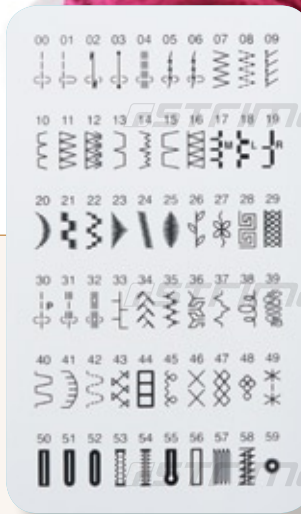 00 01 02 03 04 05 06 07 08 09
10 11 12 13 14 15 16 17 18 19
M L R
20 21 22 23 24 25 26 27 28 29
30 31 32 33 34 35 36 37 38 39
P
40 41 42 43 44 45 46 47 48 49
50 51 52 53 54 55 56 57 58 59